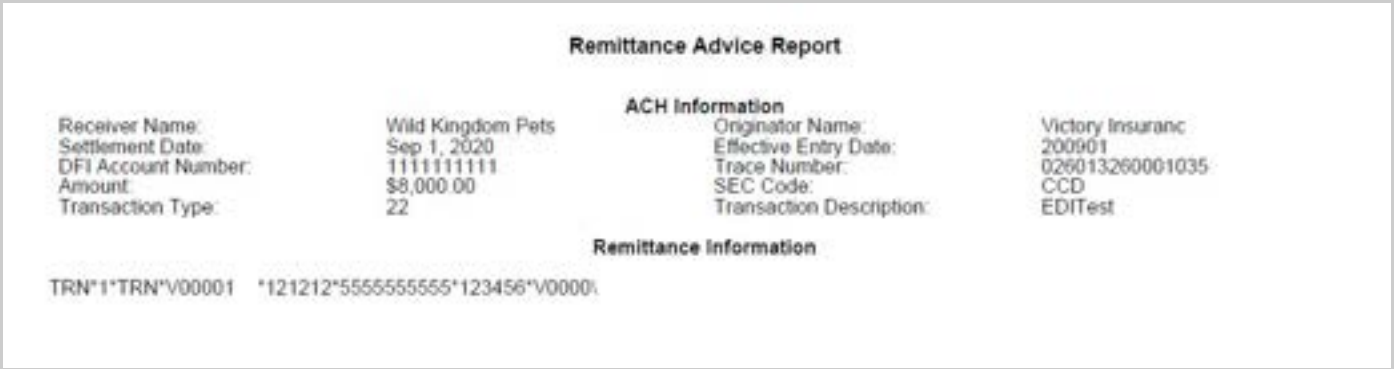 Remittance Advice Report
ACH Information
Receiver Name: Wild Kingdom Pets Originator Name: Victory Insuranc
Settlement Date: Sep 1, 2020 Effective Entry Date: 200901
DFI Account Number: 1111111111 Trace Number: 026013260001035
Amount: $8,000.00 SEC Code: CCD
Transaction Type: 22 Transaction Description: EDITest
Remittance Information
TRN*1*TRN*V00001 *121212*5555555555*123456*V0000\